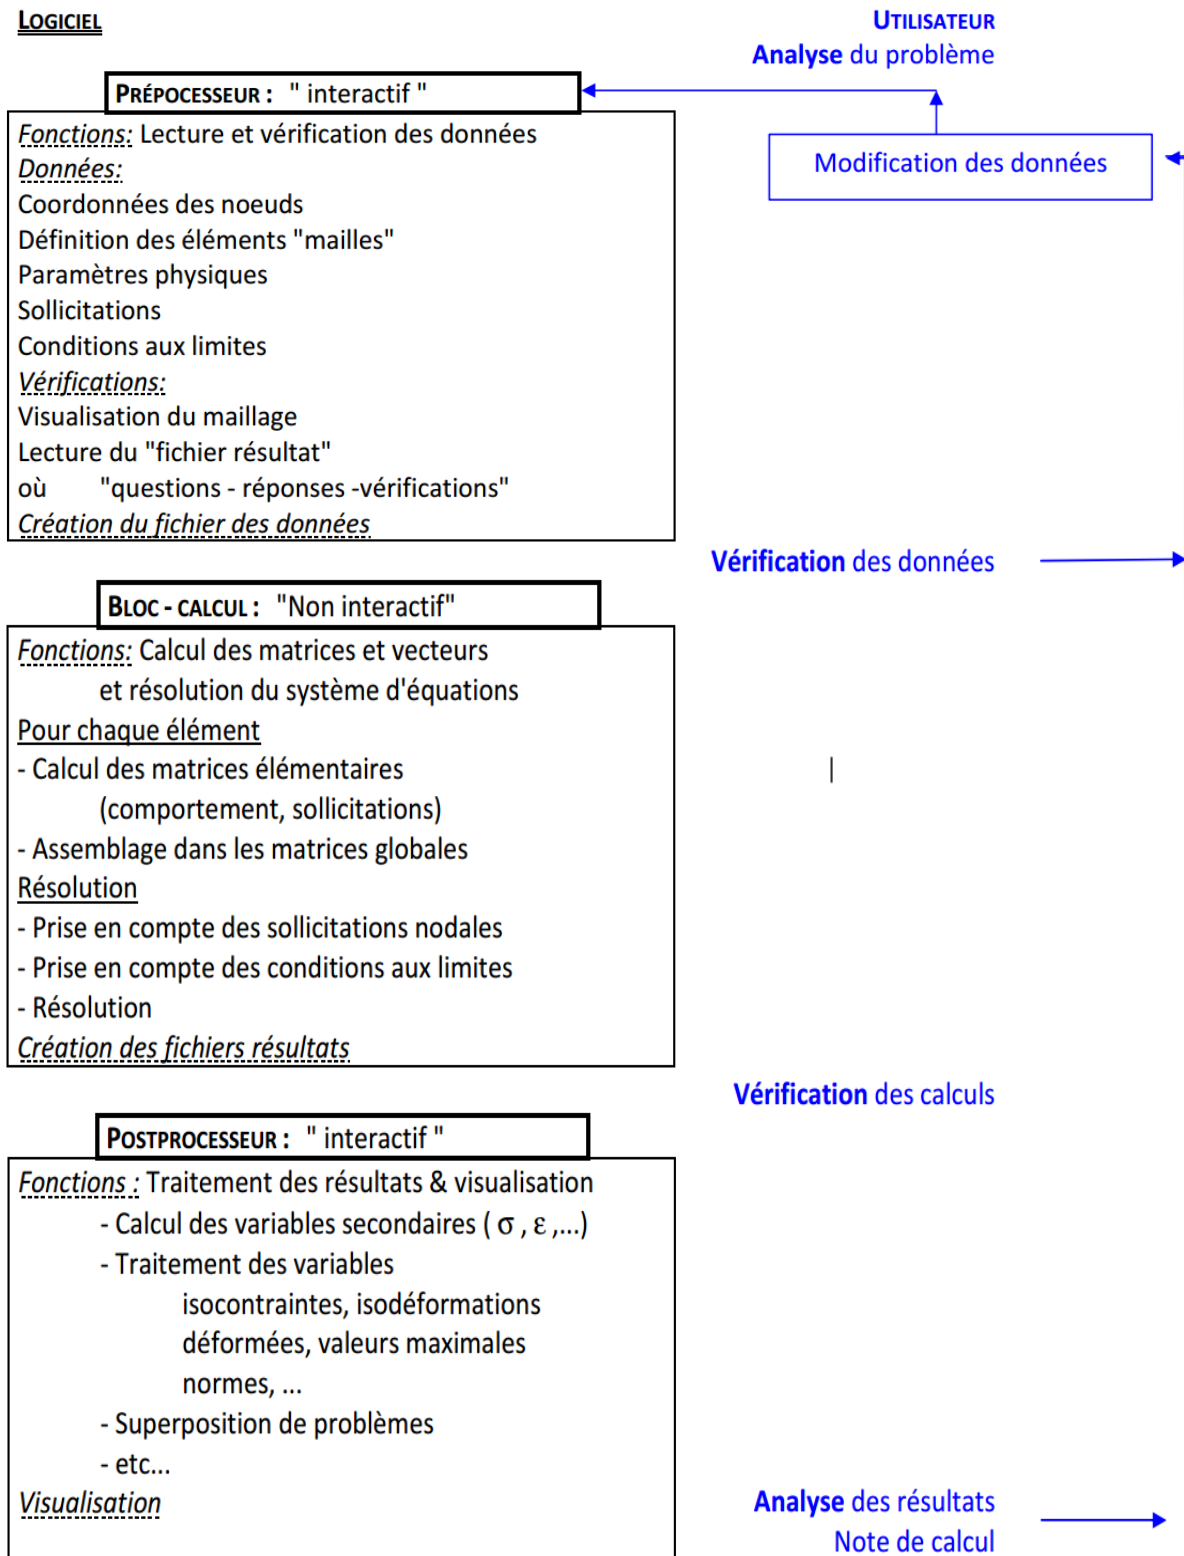 LOGICIEL
UTILISATEUR
Analyse du problème
PRÉPOCESSEUR : " interactif "
Fonctions: Lecture et vérification des données
Données:
Coordonnées des noeuds
Définition des éléments "mailles"
Paramètres physiques
Sollicitations
Conditions aux limites
Vérifications:
Visualisation du maillage
Lecture du "fichier résultat"
où "questions - réponses -vérifications"
Création du fichier des données
Modification des données
Vérification des données
BLOC - CALCUL : "Non interactif"
Fonctions: Calcul des matrices et vecteurs
et résolution du système d'équations
Pour chaque élément
- Calcul des matrices élémentaires
(comportement, sollicitations)
- Assemblage dans les matrices globales
Résolution
- Prise en compte des sollicitations nodales
- Prise en compte des conditions aux limites
- Résolution
Création des fichiers résultats
Vérification des calculs
POSTPROCESSEUR : " interactif "
Fonctions : Traitement des résultats & visualisation
- Calcul des variables secondaires ( σ , ε ,...)
- Traitement des variables
isocontraintes, isodéformations
déformées, valeurs maximales
normes, ...
- Superposition de problèmes
- etc...
Visualisation
Analyse des résultats
Note de calcul